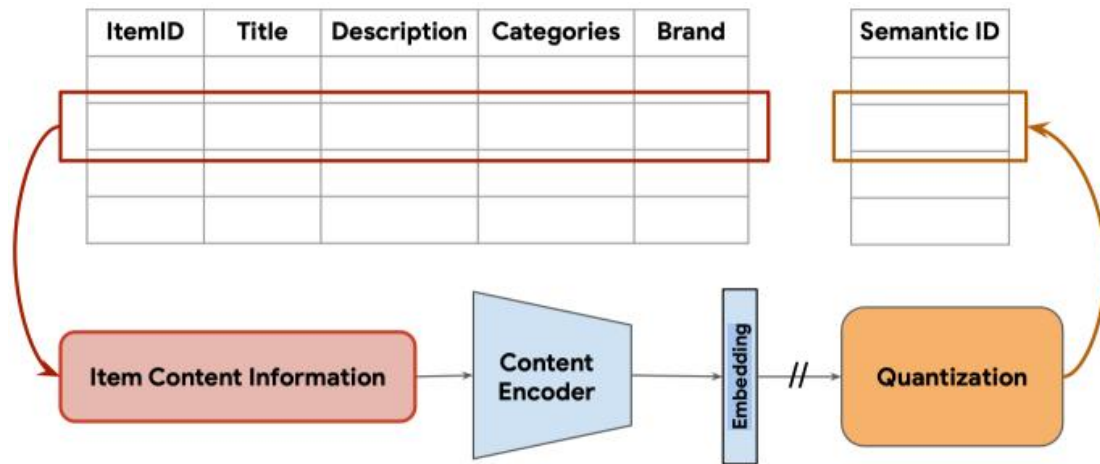 ItemID Title Description Categories Brand Semantic ID
Item Content Information
Content
Encoder
Embedding
//
Quantization